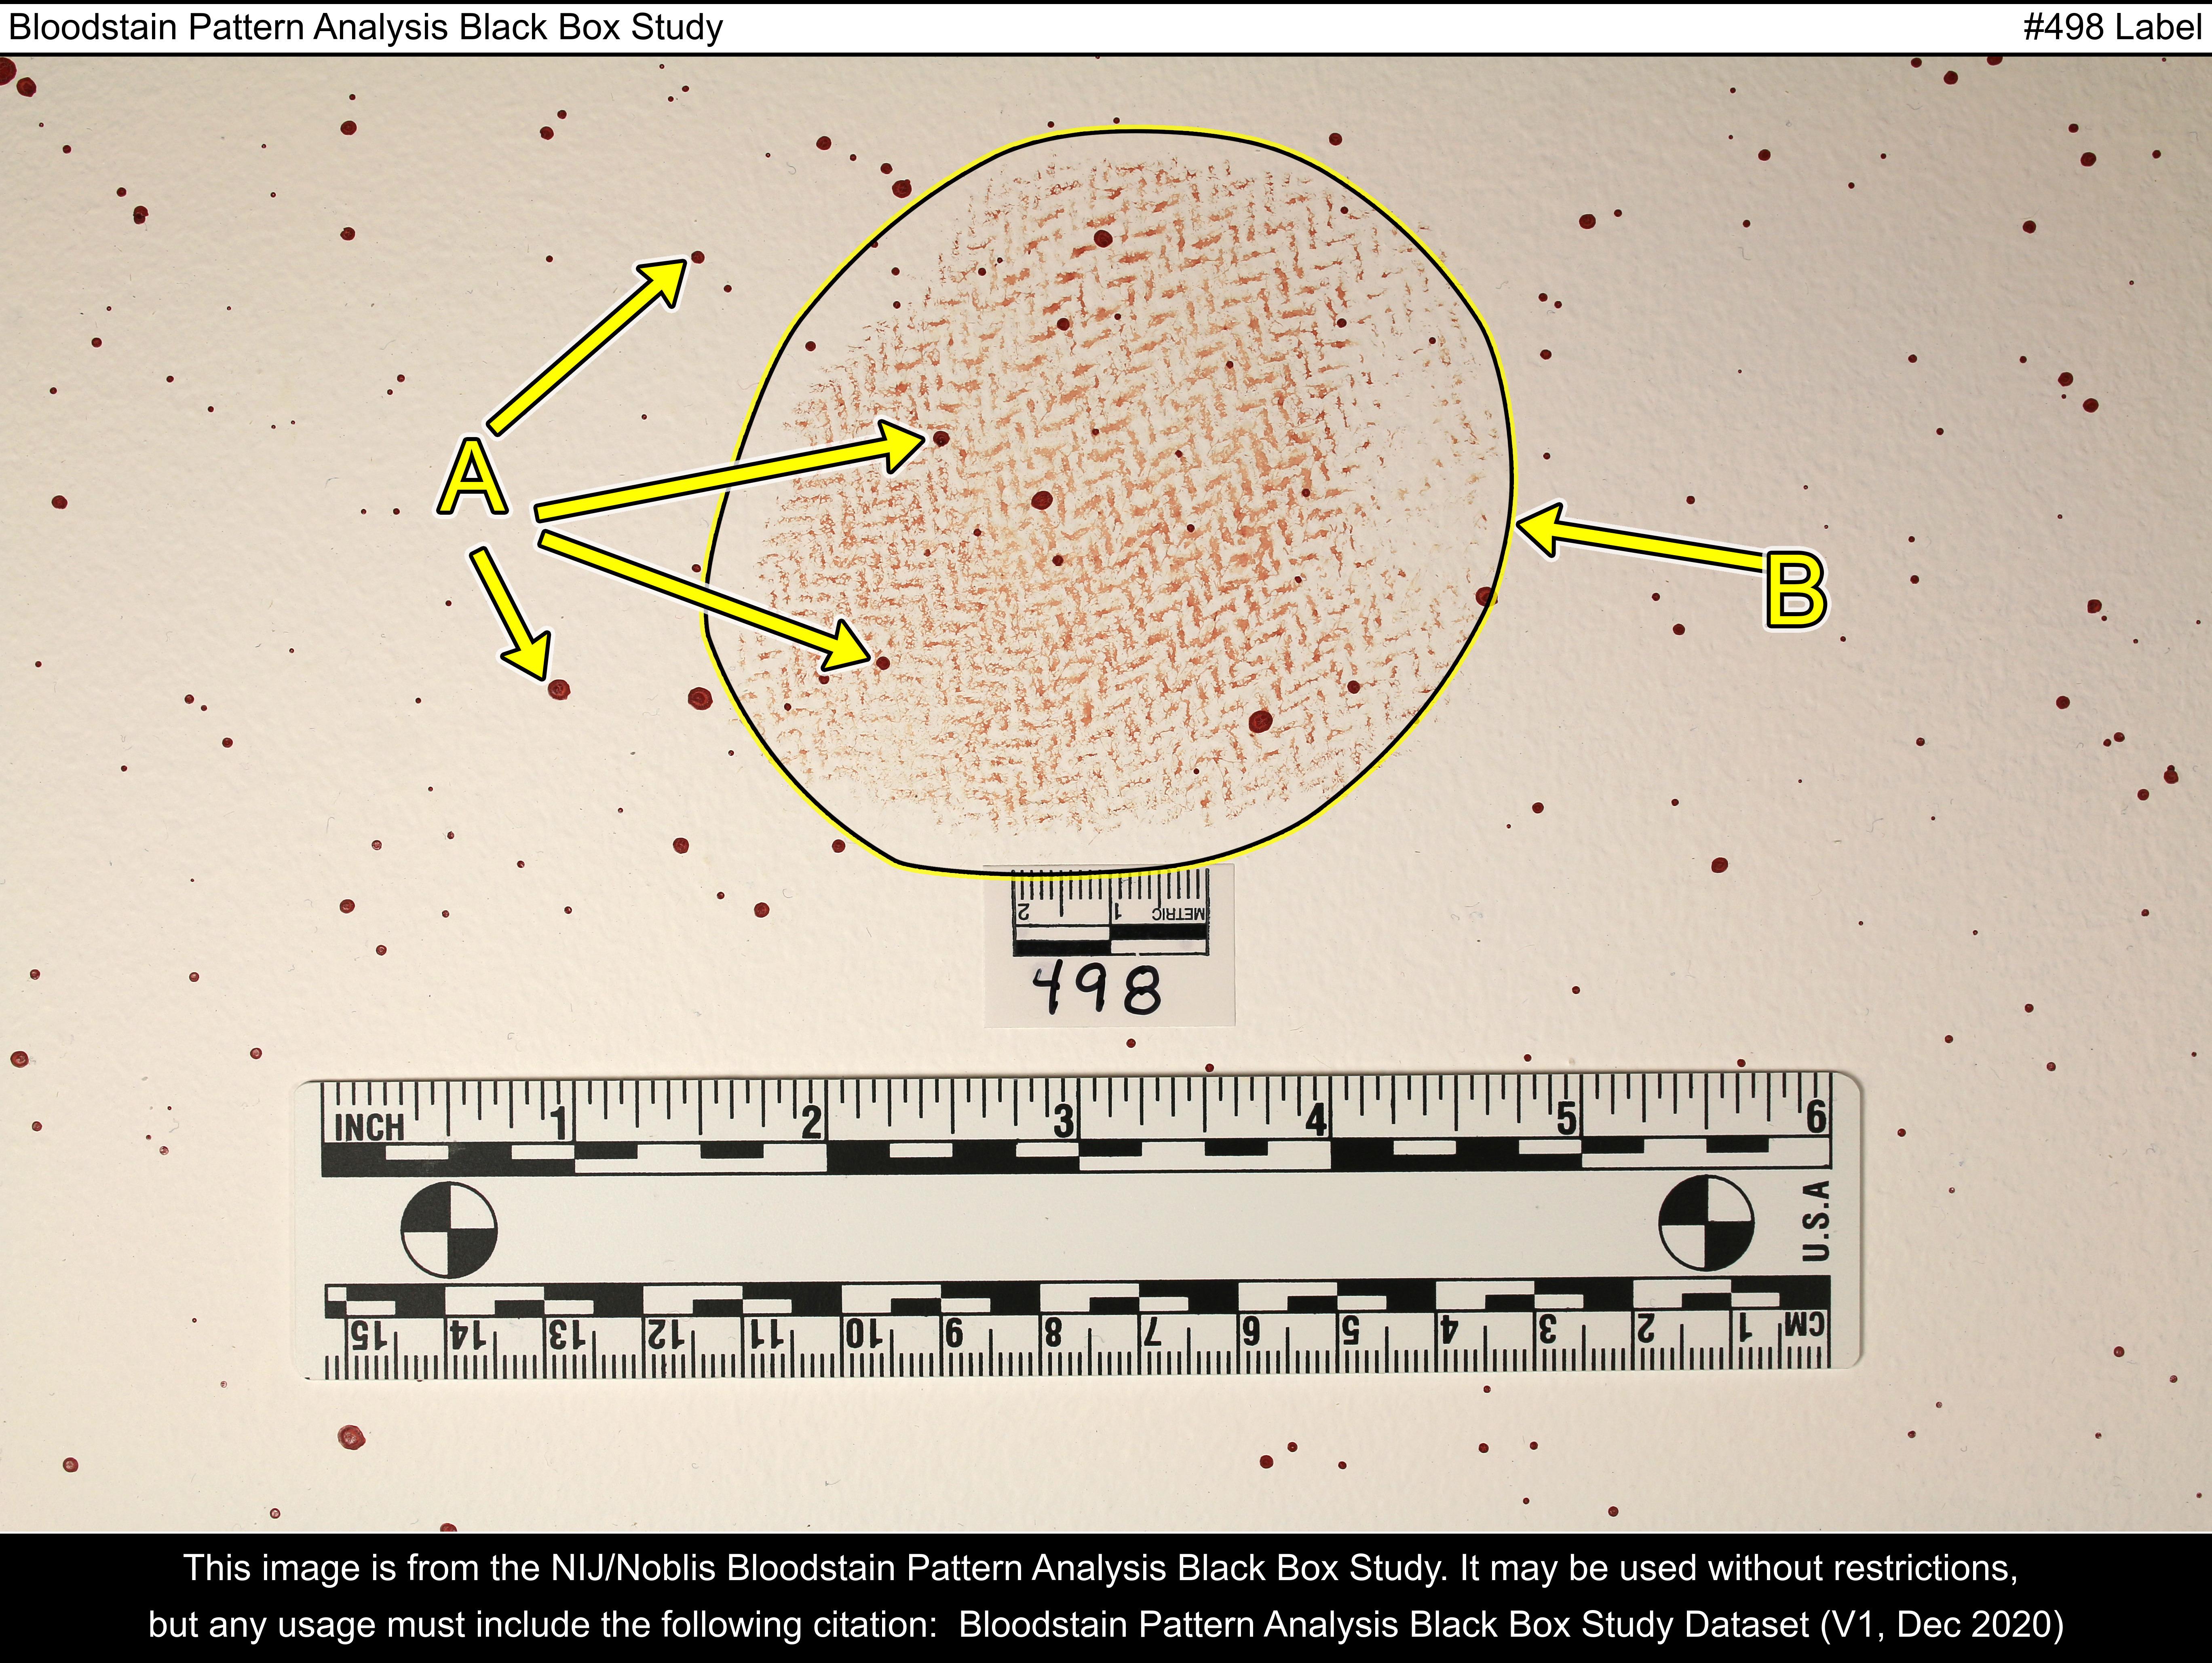 Bloodstain Pattern Analysis Black Box Study #498 Label
A
B
2 1 METRIC
498
1 2 3 4 5 6
INCH
U.S.A
15 14 13 12 11 10 9 8 7 6 5 4 3 2 1 CM
This image is from the NIJ/Noblis Bloodstain Pattern Analysis Black Box Study. It may be used without restrictions,
but any usage must include the following citation: Bloodstain Pattern Analysis Black Box Study Dataset (V1, Dec 2020)